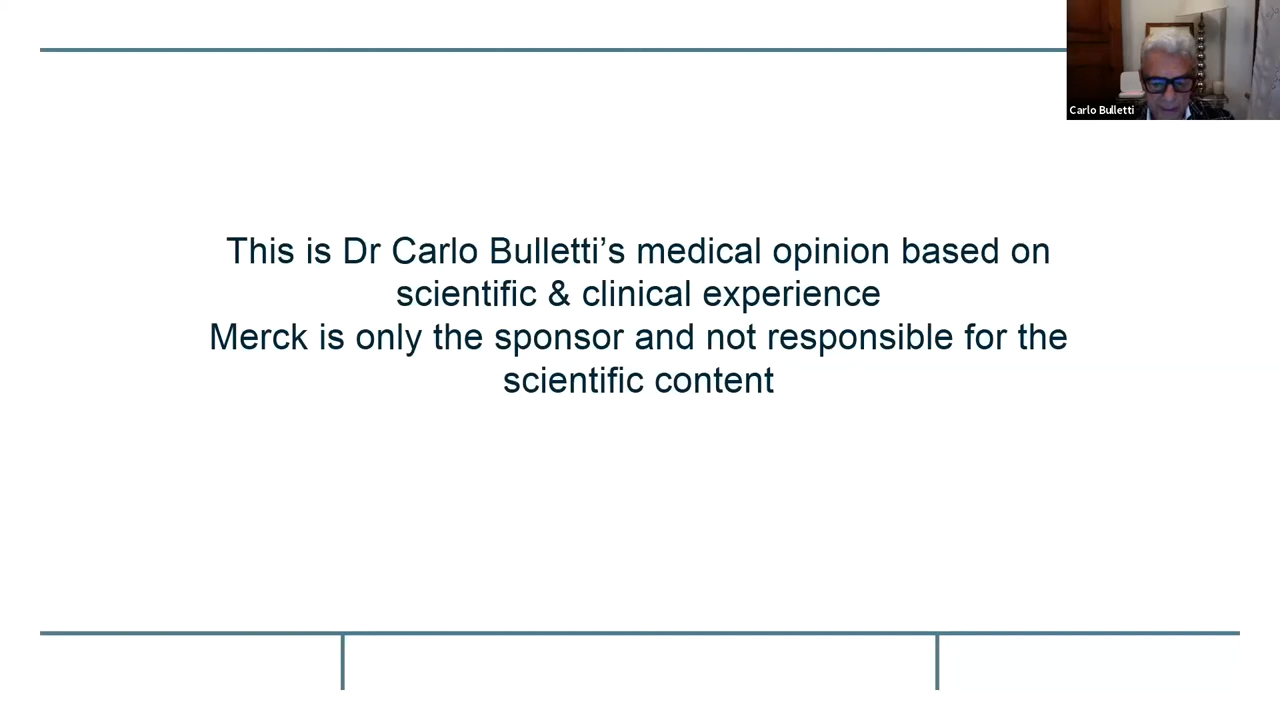 Carlo Bulletti
This is Dr Carlo Bulletti’s medical opinion based on
scientific & clinical experience
Merck is only the sponsor and not responsible for the
scientific content